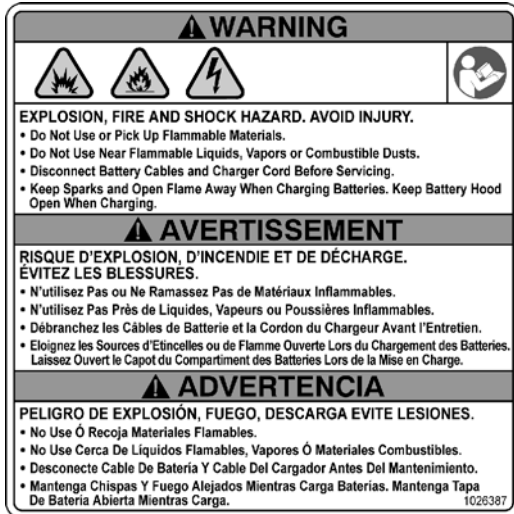 WARNING
EXPLOSION, FIRE AND SHOCK HAZARD. AVOID INJURY.
• Do Not Use or Pick Up Flammable Materials.
• Do Not Use Near Flammable Liquids, Vapors or Combustible Dusts.
• Disconnect Battery Cables and Charger Cord Before Servicing.
• Keep Sparks and Open Flame Away When Charging Batteries. Keep Battery Hood
Open When Charging.
AVERTISSEMENT
RISQUE D'EXPLOSION, D'INCENDIE ET DE DÉCHARGE.
ÉVITEZ LES BLESSURES.
• N'utilisez Pas ou Ne Ramassez Pas de Matériaux Inflammables.
• N'utilisez Pas Près de Liquides, Vapeurs ou Poussières Inflammables.
• Débranchez les Câbles de Batterie et la Cordon du Chargeur Avant l'Entretien.
• Eloignez les Sources d'Etincelles ou de Flamme Ouverte Lors du Chargement des Batteries.
Laissez Ouvert le Capot du Compartiment des Batteries Lors de la Mise en Charge.
ADVERTENCIA
PELIGRO DE EXPLOSIÓN, FUEGO, DESCARGA EVITE LESIONES.
• No Use Ó Recoja Materiales Flamables.
• No Use Cerca De Líquidos Flamables, Vapores Ó Materiales Combustibles.
• Desconecte Cable De Batería Y Cable Del Cargador Antes Del Mantenimiento.
• Mantenga Chispas Y Fuego Alejados Mientras Carga Baterias. Mantenga Tapa
De Bateria Abierta Mientras Carga.
1026387